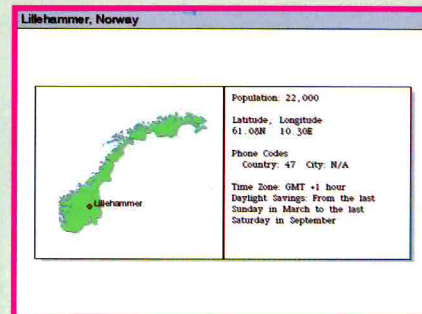 Lillehammer, Norway
Population: 22,000
Latitude, Longitude
61.08N 10.30E
Phone Codes
Country: 47 City: N/A
Time Zone: GMT +1 hour
Daylight Savings: From the last
Sunday in March to the last
Saturday in September
Lillehammer